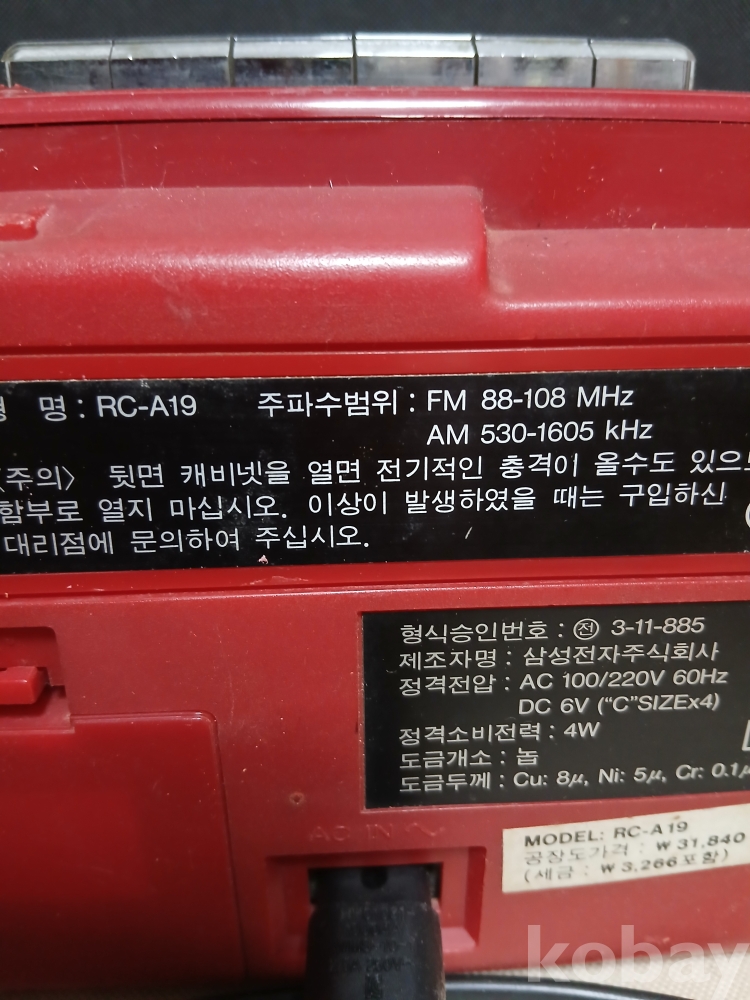 형 명 : RC-A19 주파수범위 : FM 88-108 MHz
AM 530-1605 kHz
〈주의〉 뒷면 캐비넷을 열면 전기적인 충격이 올수도 있으
함부로 열지 마십시오. 이상이 발생하였을 때는 구입하신
대리점에 문의하여 주십시오.
형식승인번호 : ㉠ 3-11-885
제조자명 : 삼성전자주식회사
정격전압 : AC 100/220V 60Hz
DC 6V ("C"SIZEx4)
정격소비전력 : 4W
도금개소 : 놉
도금두께 : Cu: 8μ, Ni: 5μ, Cr: 0.1μ
AC IN ~
MODEL: RC-A19
공장도가격 : ₩31,840
(세금 : ₩3,266포함)
kobay